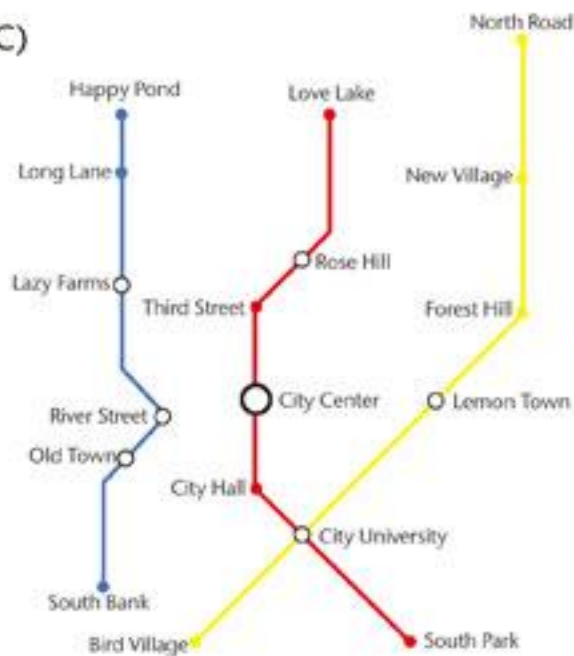 C)
North Road
Happy Pond
Love Lake
Long Lane
New Village
Rose Hill
Lazy Farms
Third Street
Forest Hill
City Center
Lemon Town
River Street
Old Town
City Hall
City University
South Bank
Bird Village
South Park